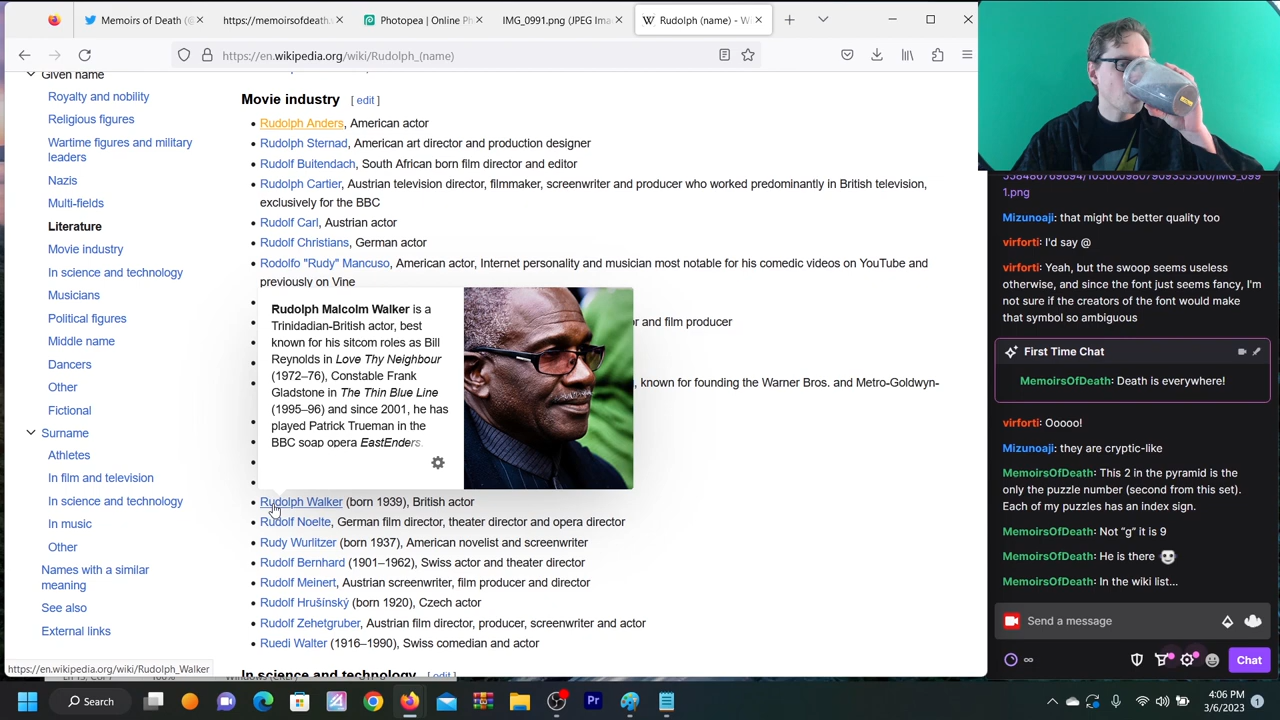 Memoirs of Death (
https://memoirsofdeath.
Photopea | Online Ph
IMG_0991.png (JPEG Ima
Rudolph (name) - Wi
https://en.wikipedia.org/wiki/Rudolph_(name)
Given name
Royalty and nobility
Religious figures
Wartime figures and military
leaders
Nazis
Multi-fields
Literature
Movie industry
In science and technology
Musicians
Political figures
Middle name
Dancers
Other
Fictional
Surname
Athletes
In film and television
In science and technology
In music
Other
Names with a similar
meaning
See also
External links
https://en.wikipedia.org/wiki/Rudolph_Walker
Movie industry [ edit ]
Rudolph Anders, American actor
Rudolph Sternad, American art director and production designer
Rudolf Buitendach, South African born film director and editor
Rudolph Cartier, Austrian television director, filmmaker, screenwriter and producer who worked predominantly in British television,
exclusively for the BBC
Rudolf Carl, Austrian actor
Rudolf Christians, German actor
Rodolfo "Rudy" Mancuso, American actor, Internet personality and musician most notable for his comedic videos on YouTube and
previously on Vine
or and film producer
, known for founding the Warner Bros. and Metro-Goldwyn-
Rudolph Malcolm Walker is a
Trinidadian-British actor, best
known for his sitcom roles as Bill
Reynolds in Love Thy Neighbour
(1972–76), Constable Frank
Gladstone in The Thin Blue Line
(1995–96) and since 2001, he has
played Patrick Trueman in the
BBC soap opera EastEnders.
Rudolph Walker (born 1939), British actor
Rudolf Noelte, German film director, theater director and opera director
Rudy Wurlitzer (born 1937), American novelist and screenwriter
Rudolf Bernhard (1901–1962), Swiss actor and theater director
Rudolf Meinert, Austrian screenwriter, film producer and director
Rudolf Hrušínský (born 1920), Czech actor
Rudolf Zehetgruber, Austrian film director, producer, screenwriter and actor
Ruedi Walter (1916–1990), Swiss comedian and actor
In science and technology [ edit ]
1.png
Mizunoaji: that might be better quality too
virforti: I'd say @
virforti: Yeah, but the swoop seems useless
otherwise, and since the font just seems fancy, I'm
not sure if the creators of the font would make
that symbol so ambiguous
First Time Chat
MemoirsOfDeath: Death is everywhere!
virforti: Ooooo!
Mizunoaji: they are cryptic-like
MemoirsOfDeath: This 2 in the pyramid is the
only the puzzle number (second from this set).
Each of my puzzles has an index sign.
MemoirsOfDeath: Not “g” it is 9
MemoirsOfDeath: He is there
MemoirsOfDeath: In the wiki list...
Send a message
Chat
Search
Pr
4:06 PM
3/6/2023
1